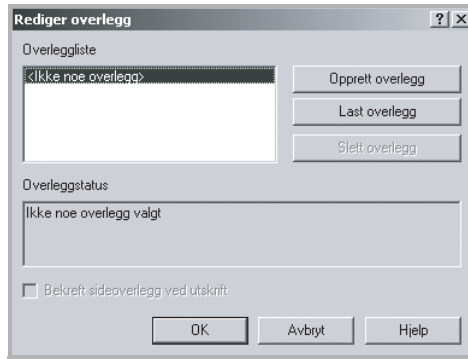 Rediger overlegg
Overleggliste
<Ikke noe overlegg>
Opprett overlegg
Last overlegg
Slett overlegg
Overleggstatus
Ikke noe overlegg valgt
Bekreft sideoverlegg ved utskrift
OK Avbryt Hjelp